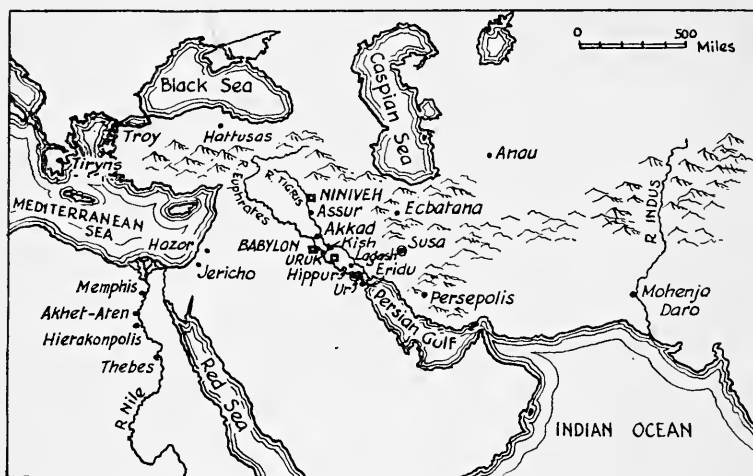 0 500
Miles
Black Sea
Caspian Sea
Troy
Hattusas
Anau
Tiryns
R. Euphrates
R. Tigris
NINIVEH
Assur
Ecbatana
R. INDUS
MEDITERRANEAN
SEA
Akkad
Hazor
BABYLON
Kish
Susa
URUK
Lagash
Jericho
Hippur
Eridu
Ur
Memphis
Persepolis
Mohenjo
Daro
Akhet-Aten
Persian Gulf
Hierakonpolis
Thebes
Red Sea
R. Nile
INDIAN OCEAN